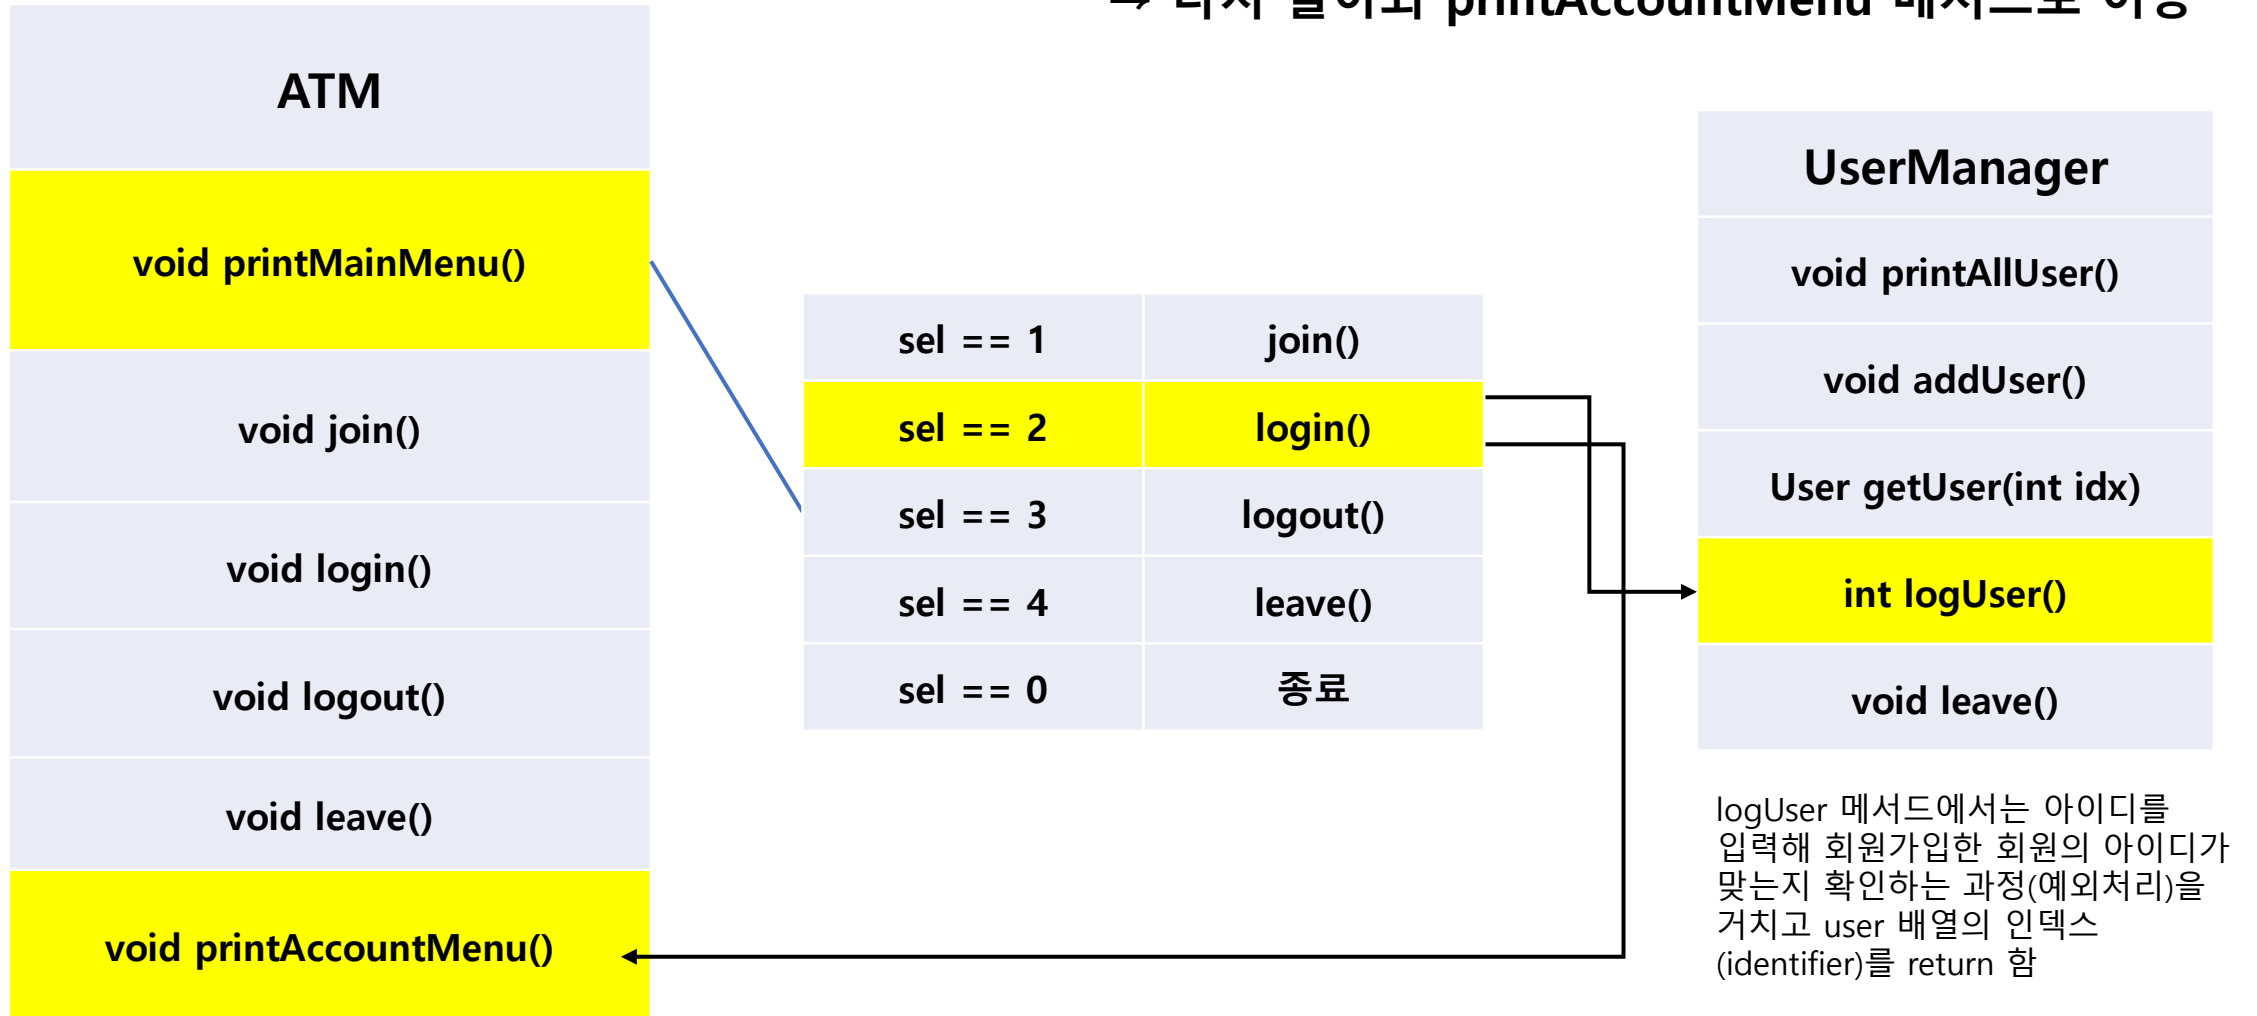 printAccountMenu
ATM
void printMainMenu()
void join()
void login()
void logout()
void leave()
void printAccountMenu()
sel == 1 join()
sel == 2 login()
sel == 3 logout()
sel == 4 leave()
sel == 0 종료
UserManager
void printAllUser()
void addUser()
User getUser(int idx)
int logUser()
void leave()
logUser 메서드에서는 아이디를
입력해 회원가입한 회원의 아이디가
맞는지 확인하는 과정(예외처리)을
거치고 user 배열의 인덱스
(identifier)를 return 함